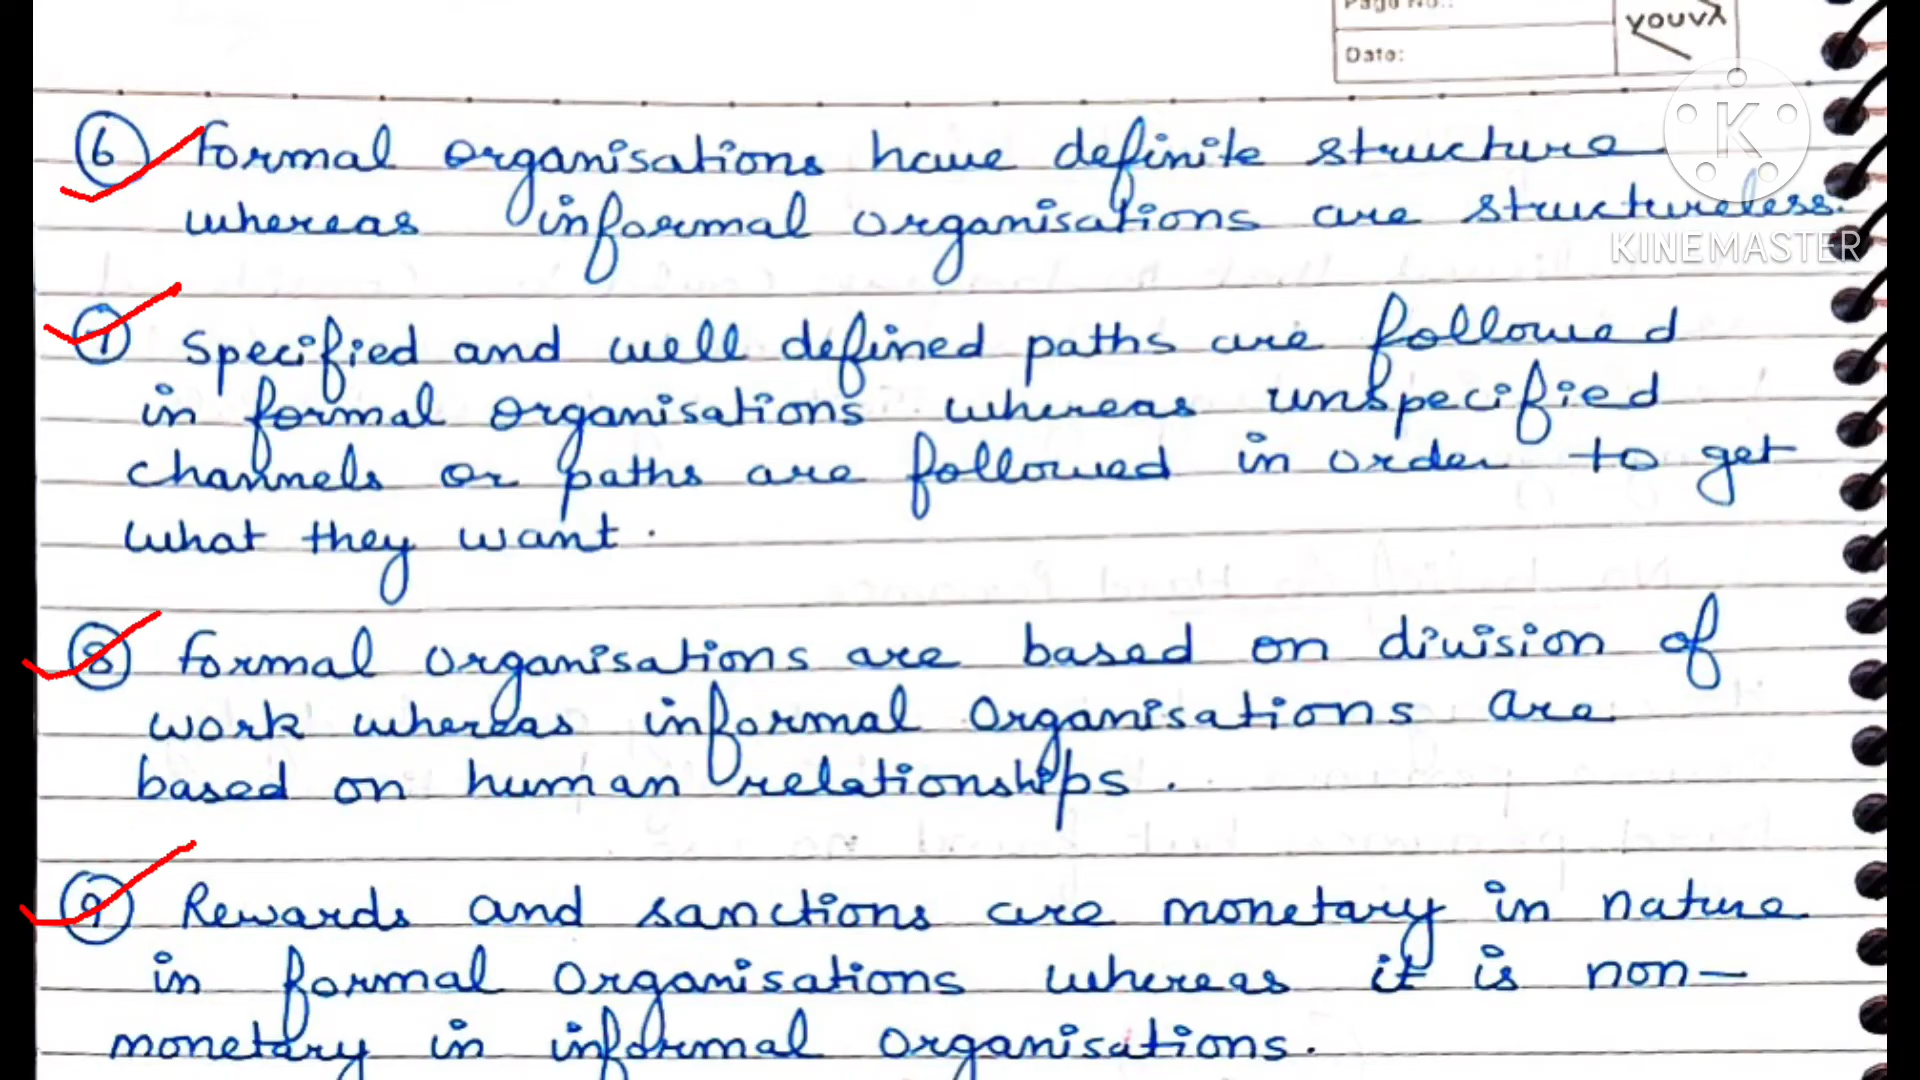 Page No.:
Date:
YOUVA
K
KINEMASTER
6 formal organisations have definite structure
whereas informal organisations are structureless.
7 Specified and well defined paths are followed
in formal organisations whereas unspecified
channels or paths are followed in order to get
what they want.
8 formal organisations are based on division of
work whereas informal organisations are
based on human relationships.
9 Rewards and sanctions are monetary in nature
in formal organisations whereas it is non-
monetary in informal organisations.